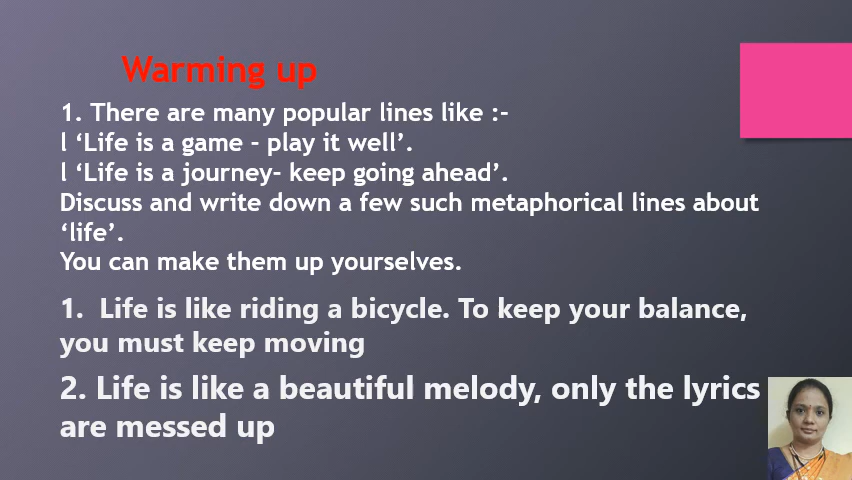 Warming up
1. There are many popular lines like :-
l ‘Life is a game – play it well’.
l ‘Life is a journey- keep going ahead’.
Discuss and write down a few such metaphorical lines about
‘life’.
You can make them up yourselves.
1. Life is like riding a bicycle. To keep your balance,
you must keep moving
2. Life is like a beautiful melody, only the lyrics
are messed up